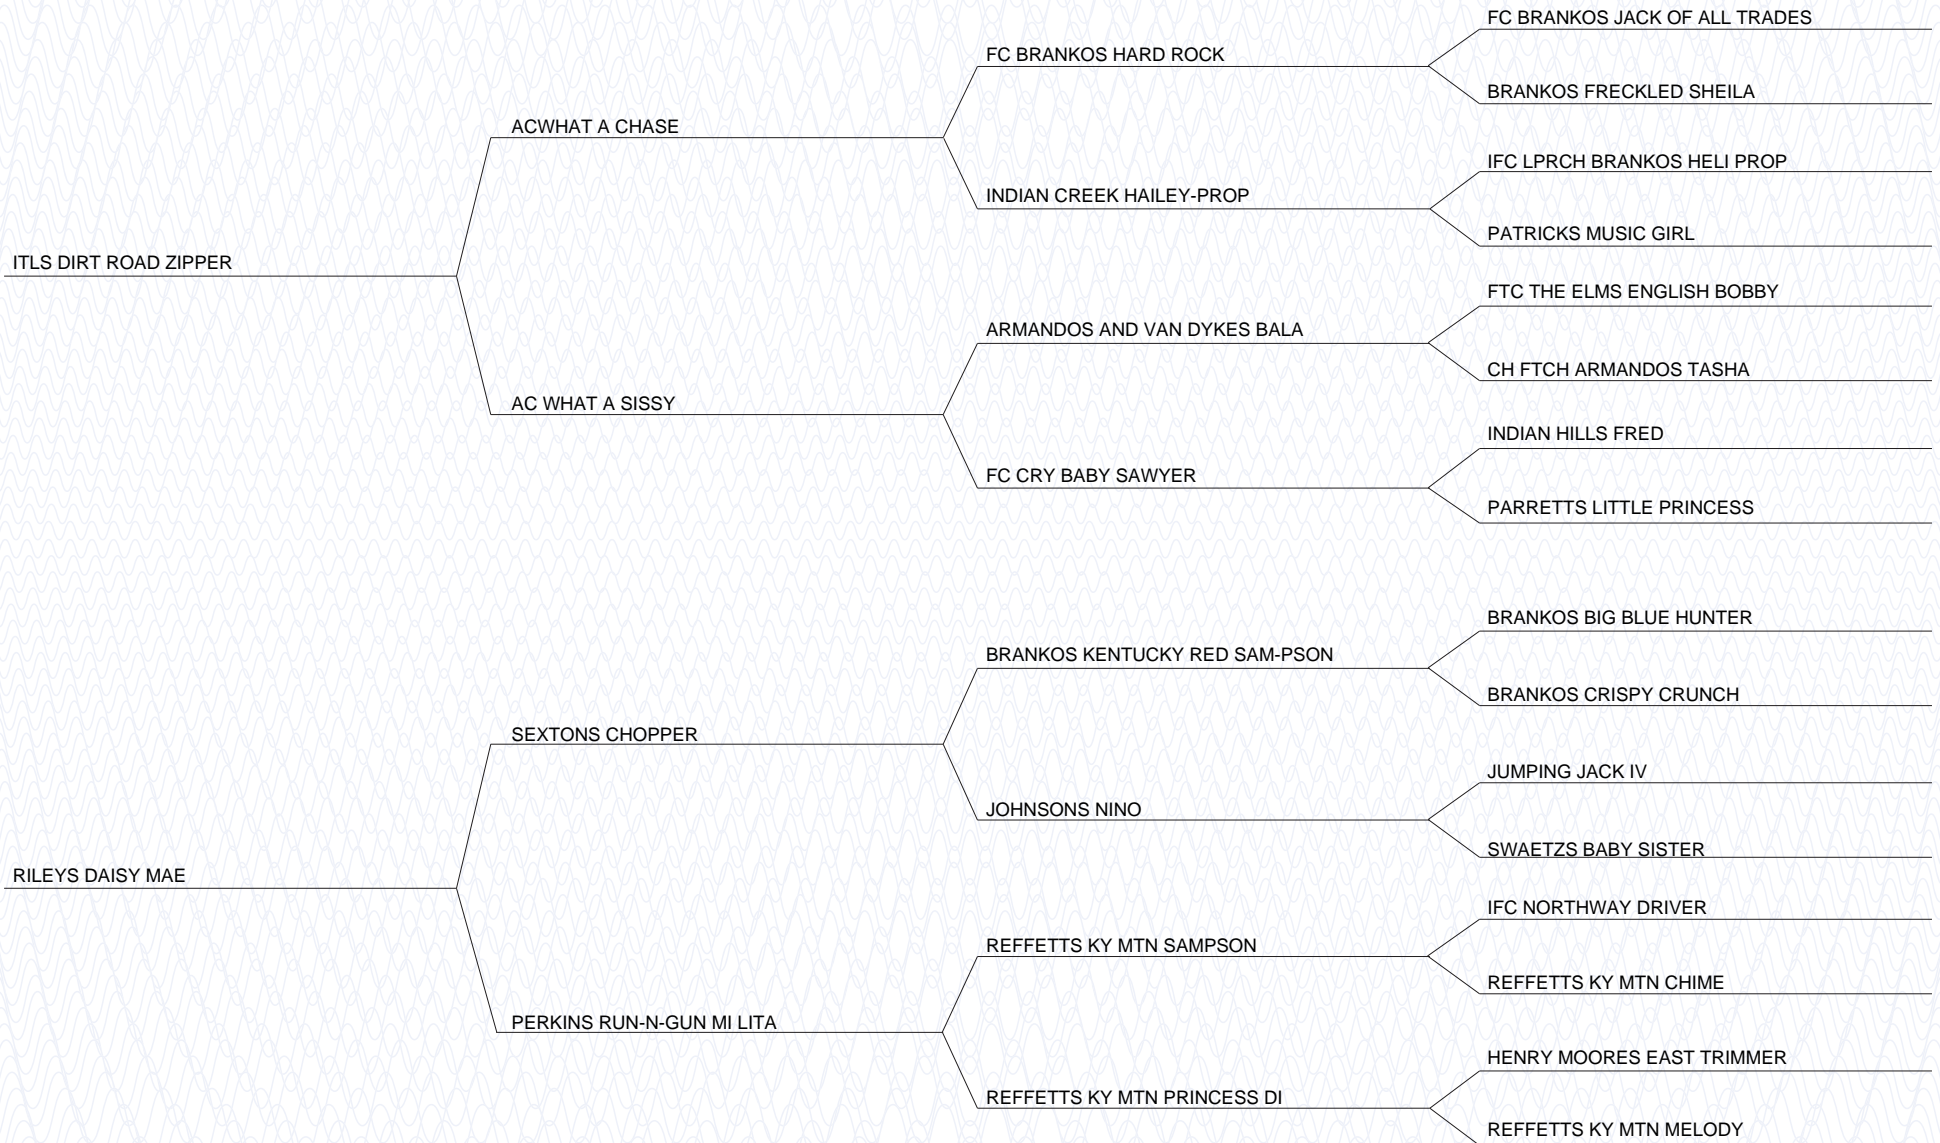 FC BRANKOS JACK OF ALL TRADES
FC BRANKOS HARD ROCK
BRANKOS FRECKLED SHEILA
ACWHAT A CHASE
IFC LPRCH BRANKOS HELI PROP
INDIAN CREEK HAILEY-PROP
PATRICKS MUSIC GIRL
ITLS DIRT ROAD ZIPPER
FTC THE ELMS ENGLISH BOBBY
ARMANDOS AND VAN DYKES BALA
CH FTCH ARMANDOS TASHA
AC WHAT A SISSY
INDIAN HILLS FRED
FC CRY BABY SAWYER
PARRETTS LITTLE PRINCESS
BRANKOS BIG BLUE HUNTER
BRANKOS KENTUCKY RED SAM-PSON
BRANKOS CRISPY CRUNCH
SEXTONS CHOPPER
JUMPING JACK IV
JOHNSONS NINO
SWAETZS BABY SISTER
RILEYS DAISY MAE
IFC NORTHWAY DRIVER
REFFETTS KY MTN SAMPSON
REFFETTS KY MTN CHIME
PERKINS RUN-N-GUN MI LITA
HENRY MOORES EAST TRIMMER
REFFETTS KY MTN PRINCESS DI
REFFETTS KY MTN MELODY